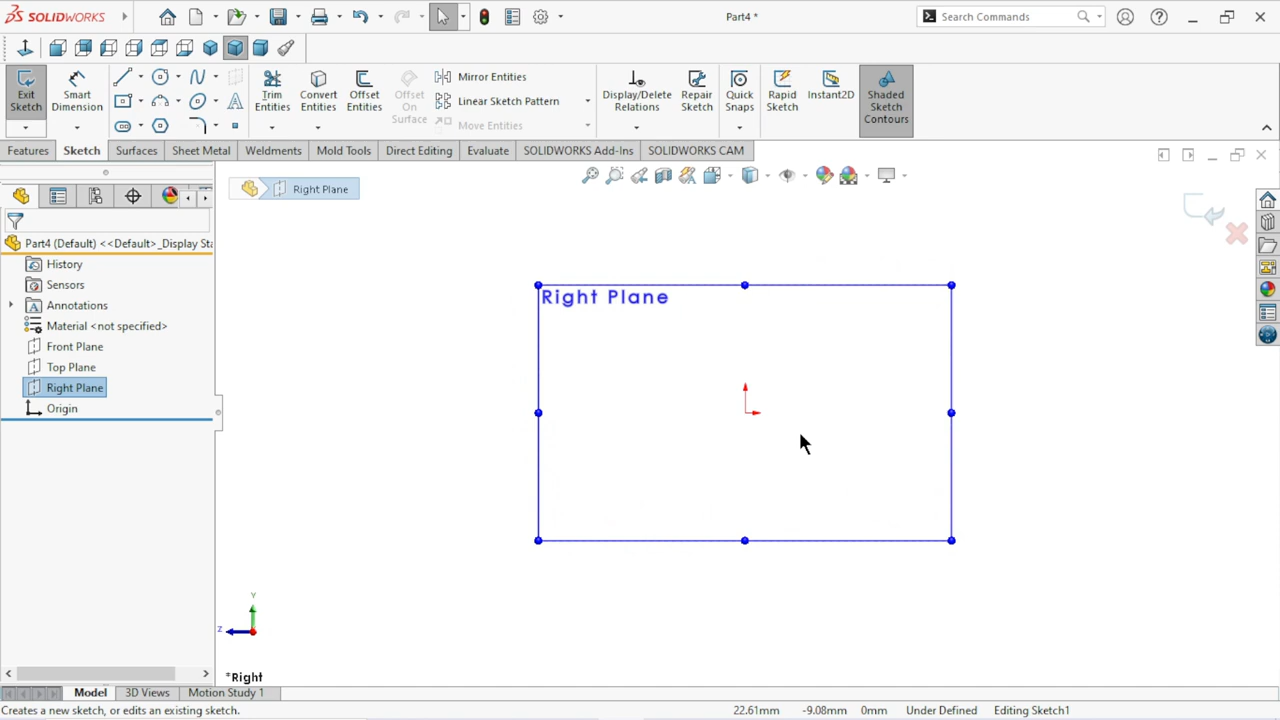 SOLIDWORKS
Part4 *
Search Commands
Exit Sketch
Smart Dimension
Trim Entities
Convert Entities
Offset Entities
Offset On Surface
Mirror Entities
Linear Sketch Pattern
Move Entities
Display/Delete Relations
Repair Sketch
Quick Snaps
Rapid Sketch
Instant2D
Shaded Sketch Contours
Features
Sketch
Surfaces
Sheet Metal
Weldments
Mold Tools
Direct Editing
Evaluate
SOLIDWORKS Add-Ins
SOLIDWORKS CAM
Right Plane
Part4 (Default) <<Default>_Display Sta
History
Sensors
Annotations
Material <not specified>
Front Plane
Top Plane
Right Plane
Origin
Right Plane
Y
Z
*Right
Model
3D Views
Motion Study 1
Creates a new sketch, or edits an existing sketch.
22.61mm
-9.08mm
0mm
Under Defined
Editing Sketch1